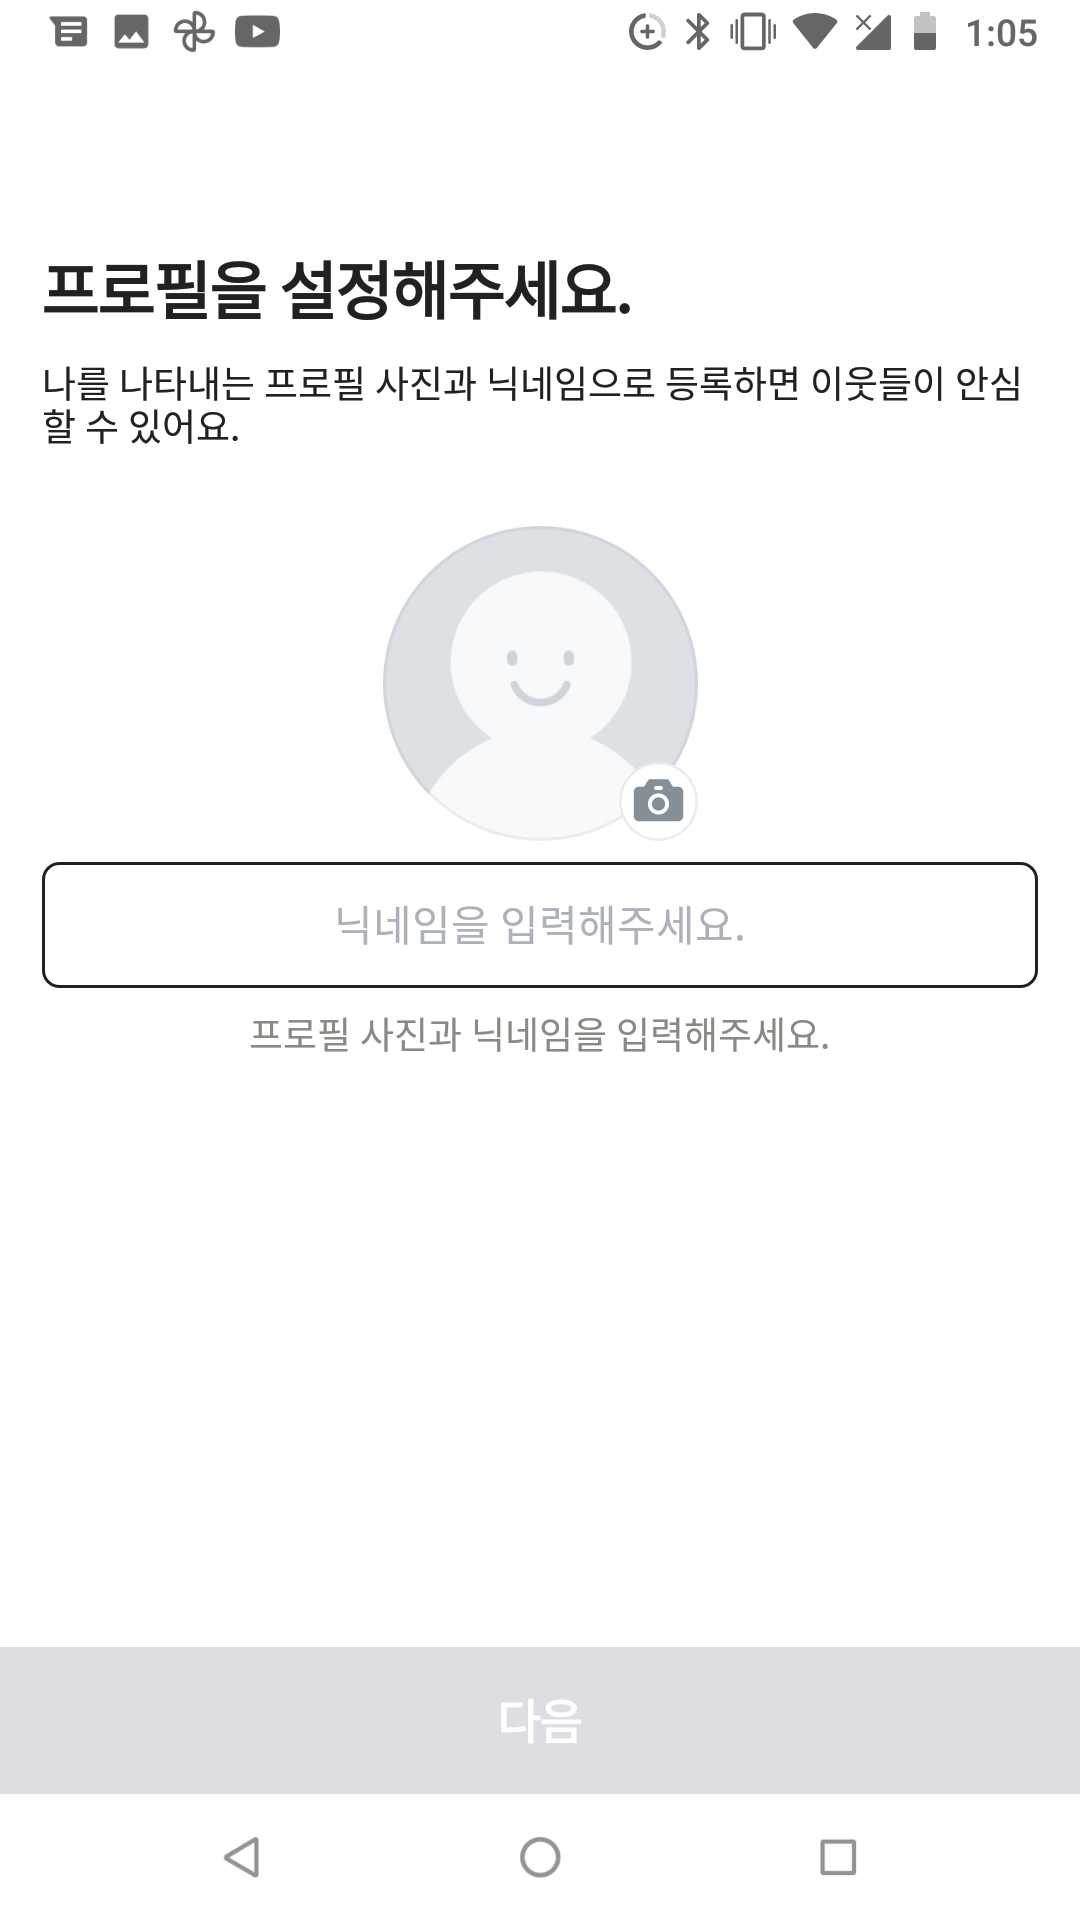 1:05
프로필을 설정해주세요.
나를 나타내는 프로필 사진과 닉네임으로 등록하면 이웃들이 안심
할 수 있어요.
닉네임을 입력해주세요.
프로필 사진과 닉네임을 입력해주세요.
다음